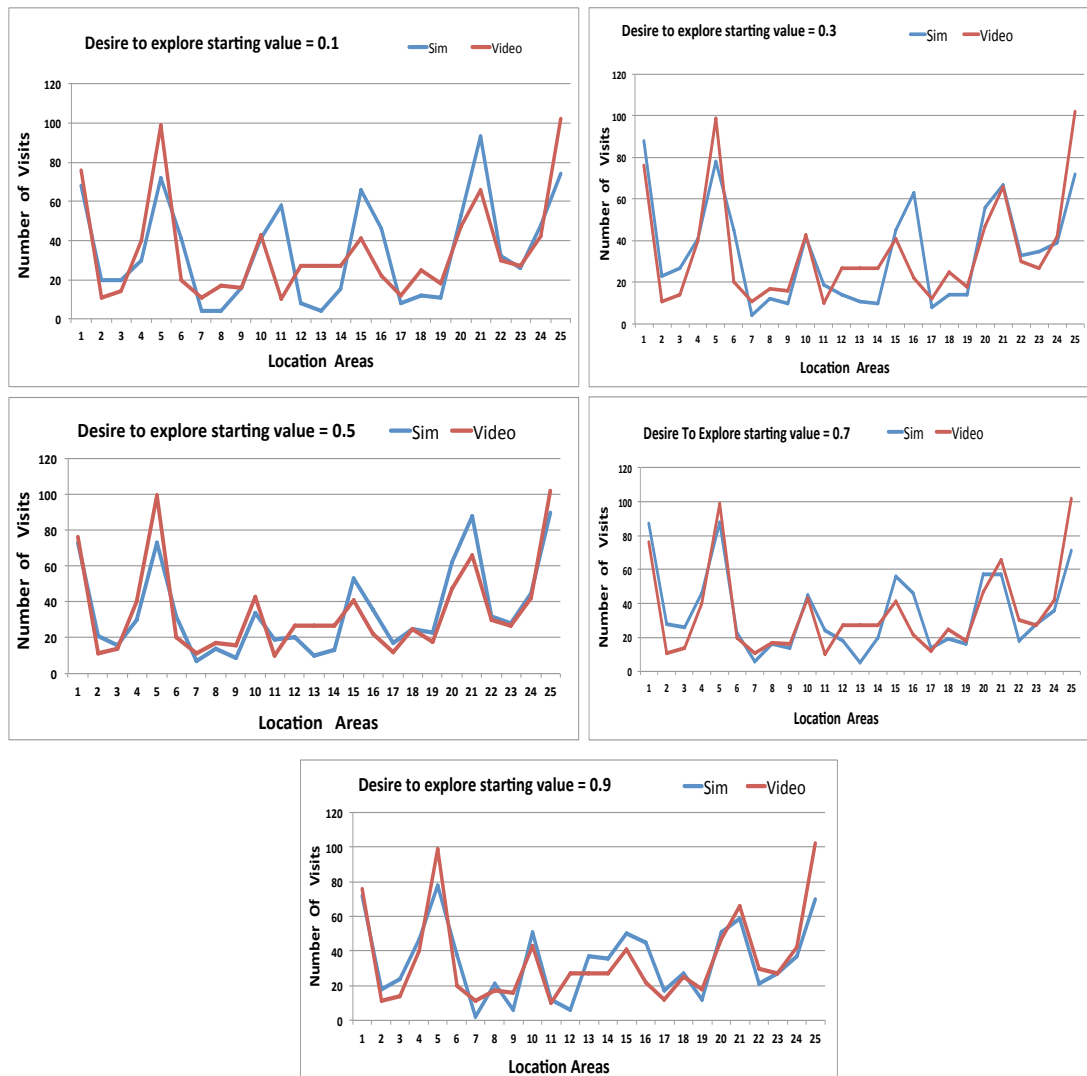 Desire to explore starting value = 0.1
Sim Video
120
100
80
60
40
20
0
Number of Visits
1 2 3 4 5 6 7 8 9 10 11 12 13 14 15 16 17 18 19 20 21 22 23 24 25
Location Areas
Desire to explore starting value = 0.3
Sim Video
120
100
80
60
40
20
0
Number of Visits
1 2 3 4 5 6 7 8 9 10 11 12 13 14 15 16 17 18 19 20 21 22 23 24 25
Location Areas
Desire to explore starting value = 0.5
Sim Video
120
100
80
60
40
20
0
Number of Visits
1 2 3 4 5 6 7 8 9 10 11 12 13 14 15 16 17 18 19 20 21 22 23 24 25
Location Areas
Desire To Explore starting value = 0.7
Sim Video
120
100
80
60
40
20
0
Number of Visits
1 2 3 4 5 6 7 8 9 10 11 12 13 14 15 16 17 18 19 20 21 22 23 24 25
Location Areas
Desire to explore starting value = 0.9
Sim Video
120
100
80
60
40
20
0
Number Of Visits
1 2 3 4 5 6 7 8 9 10 11 12 13 14 15 16 17 18 19 20 21 22 23 24 25
Location Areas